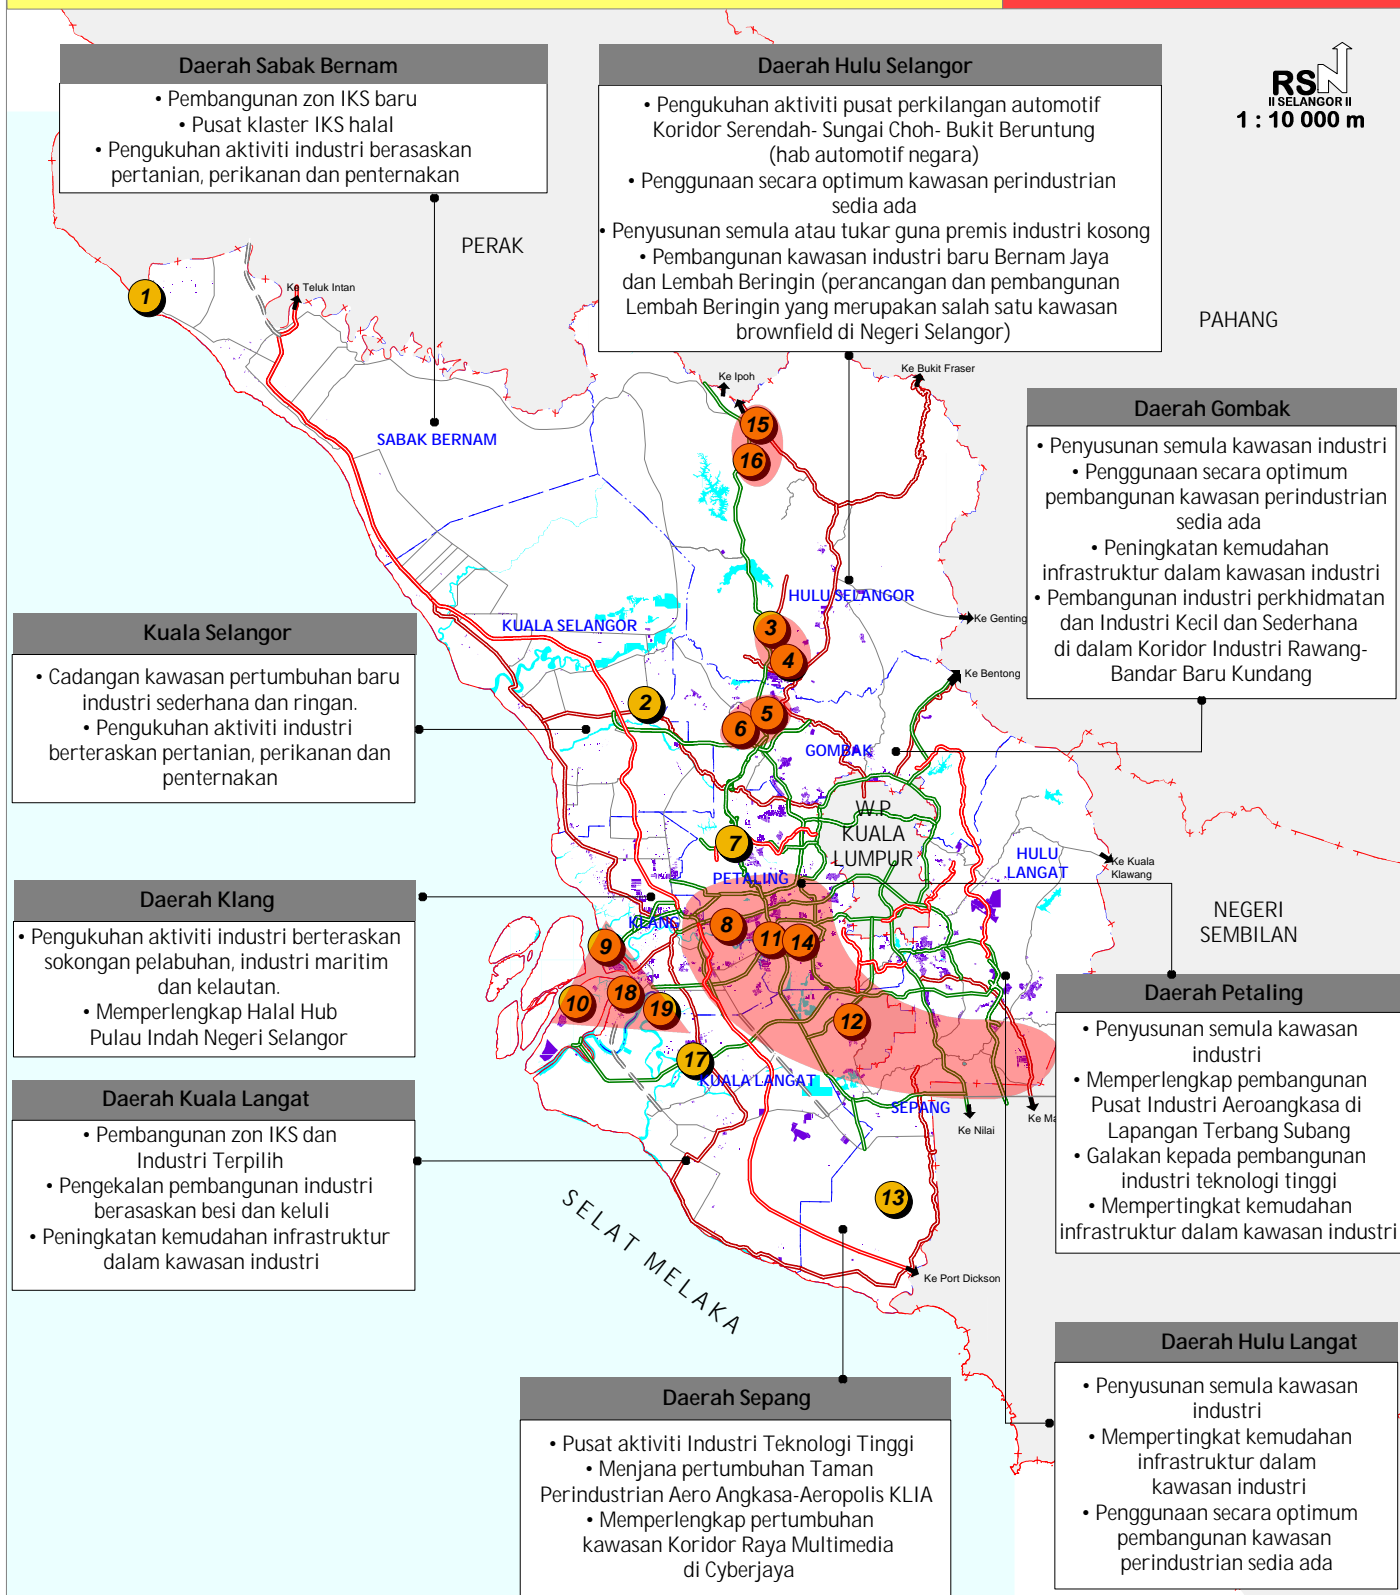 Daerah Sabak Bernam
• Pembangunan zon IKS baru
• Pusat klaster IKS halal
• Pengukuhan aktiviti industri berasaskan
pertanian, perikanan dan penternakan
Daerah Hulu Selangor
• Pengukuhan aktiviti pusat perkilangan automotif
Koridor Serendah- Sungai Choh- Bukit Beruntung
(hab automotif negara)
• Penggunaan secara optimum kawasan perindustrian
sedia ada
• Penyusunan semula atau tukar guna premis industri kosong
• Pembangunan kawasan industri baru Bernam Jaya
dan Lembah Beringin (perancangan dan pembangunan
Lembah Beringin yang merupakan salah satu kawasan
brownfield di Negeri Selangor)
RSN
II SELANGOR II
1 : 10 000 m
PERAK
PAHANG
1
Ke Teluk Intan
Ke Ipoh
Ke Bukit Fraser
15
16
SABAK BERNAM
Daerah Gombak
• Penyusunan semula kawasan industri
• Penggunaan secara optimum
pembangunan kawasan perindustrian
sedia ada
• Peningkatan kemudahan
infrastruktur dalam kawasan industri
• Pembangunan industri perkhidmatan
dan Industri Kecil dan Sederhana
di dalam Koridor Industri Rawang-
Bandar Baru Kundang
HULU SELANGOR
KUALA SELANGOR
Ke Genting
3
4
Ke Bentong
Kuala Selangor
• Cadangan kawasan pertumbuhan baru
industri sederhana dan ringan.
• Pengukuhan aktiviti industri
berteraskan pertanian, perikanan dan
penternakan
2
5
6
GOMBAK
W.P
KUALA
LUMPUR
7
HULU
LANGAT
Ke Kuala
Klawang
PETALING
NEGERI
SEMBILAN
Daerah Klang
• Pengukuhan aktiviti industri berteraskan
sokongan pelabuhan, industri maritim
dan kelautan.
• Memperlengkap Halal Hub
Pulau Indah Negeri Selangor
KLANG
8
9
11
14
10
18
19
12
17
KUALA LANGAT
SEPANG
Ke Nilai
Ke Ma
Daerah Petaling
• Penyusunan semula kawasan
industri
• Memperlengkap pembangunan
Pusat Industri Aeroangkasa di
Lapangan Terbang Subang
• Galakan kepada pembangunan
industri teknologi tinggi
• Mempertingkat kemudahan
infrastruktur dalam kawasan industri
Daerah Kuala Langat
• Pembangunan zon IKS dan
Industri Terpilih
• Pengekalan pembangunan industri
berasaskan besi dan keluli
• Peningkatan kemudahan infrastruktur
dalam kawasan industri
13
SELAT MELAKA
Ke Port Dickson
Daerah Sepang
• Pusat aktiviti Industri Teknologi Tinggi
• Menjana pertumbuhan Taman
Perindustrian Aero Angkasa-Aeropolis KLIA
• Memperlengkap pertumbuhan
kawasan Koridor Raya Multimedia
di Cyberjaya
Daerah Hulu Langat
• Penyusunan semula kawasan
industri
• Mempertingkat kemudahan
infrastruktur dalam
kawasan industri
• Penggunaan secara optimum
pembangunan kawasan
perindustrian sedia ada